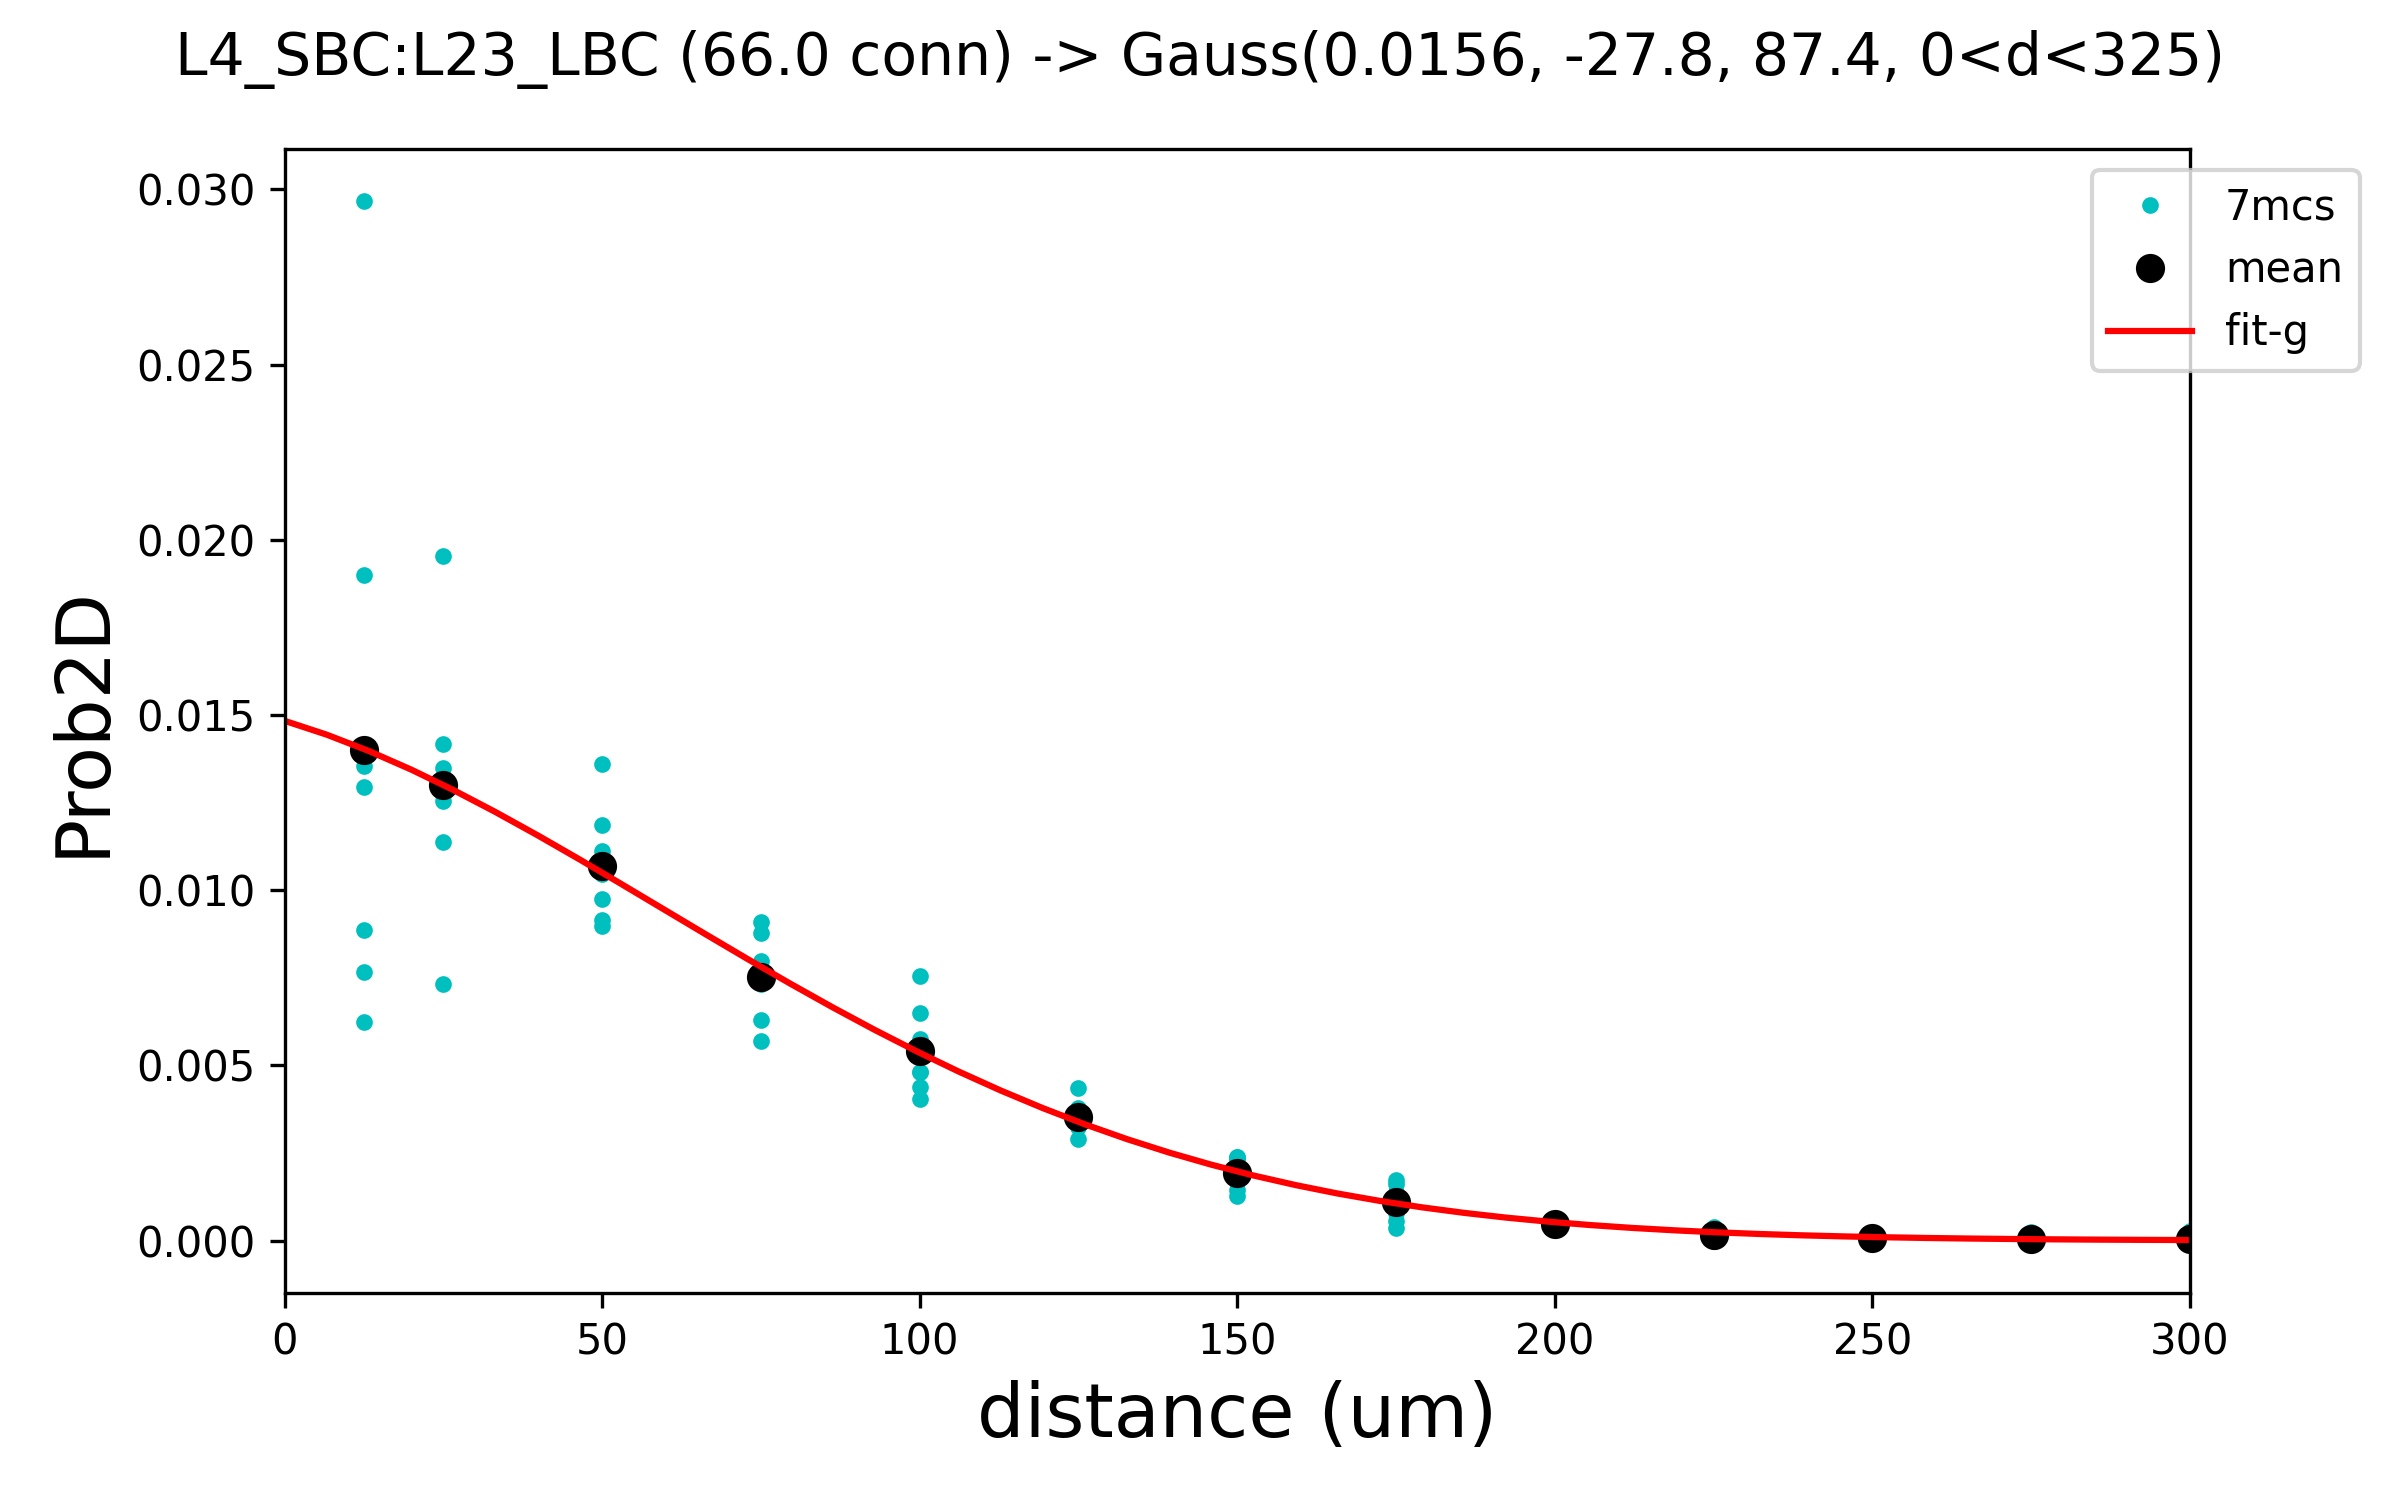 L4_SBC:L23_LBC (66.0 conn) -> Gauss(0.0156, -27.8, 87.4, 0<d<325)
0.030
0.025
0.020
0.015
0.010
0.005
0.000
Prob2D
7mcs
mean
fit-g
0 50 100 150 200 250 300
distance (um)